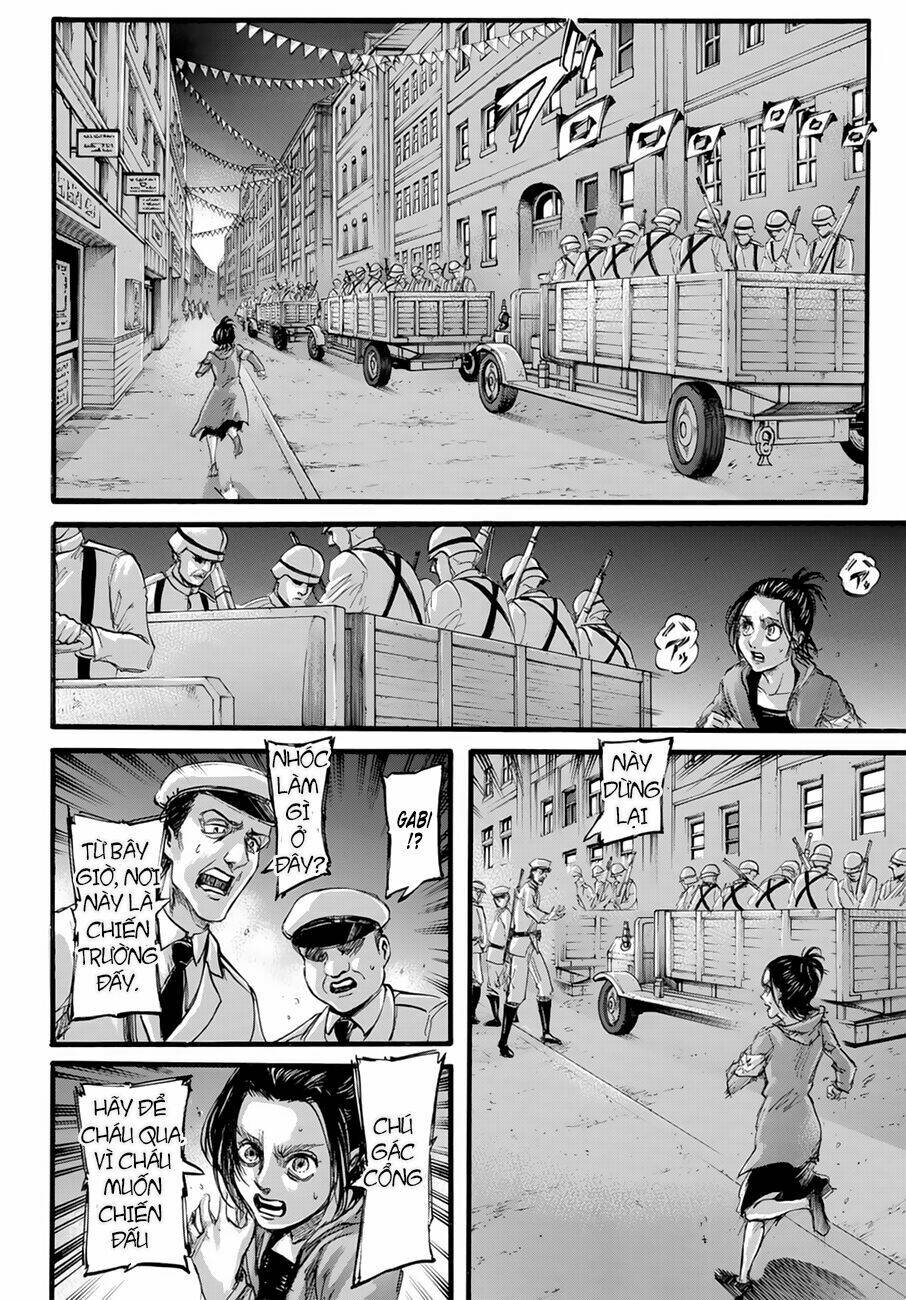 ブ
NÀY
DỪNG
LẠI
GABI
!?
NHÓC
LÀM
GÌ
Ở
ĐÂY?
TỪ BÂY
GIỜ, NƠI
NÀY LÀ
CHIẾN
TRƯỜNG
ĐẤY.
CHÚ
GÁC
CỔNG
HÃY ĐỂ
CHÁU QUA
VÌ CHÁU
MUỐN
CHIẾN
ĐẤU